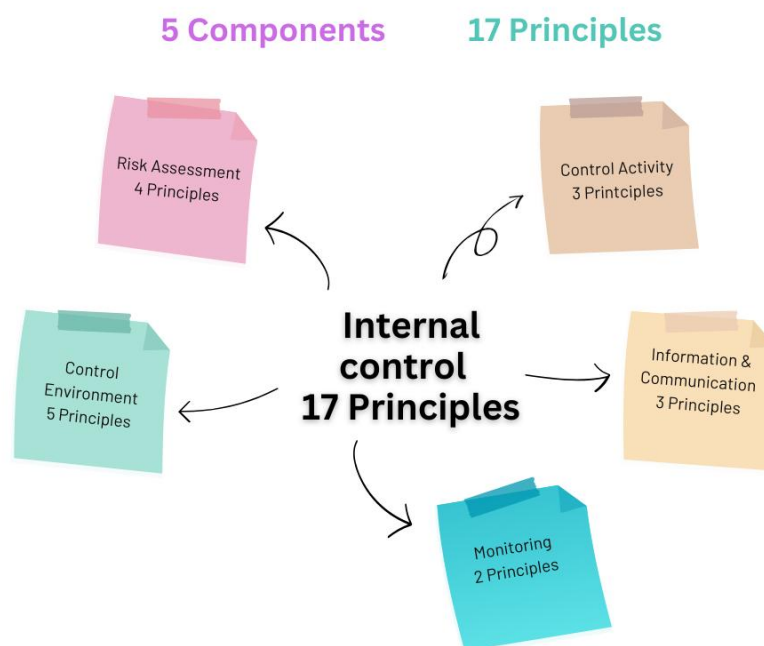 5 Components 17 Principles
Risk Assessment
4 Principles
Control Activity
3 Printciples
Internal
control
17 Principles
Control
Environment
5 Principles
Information &
Communication
3 Principles
Monitoring
2 Principles